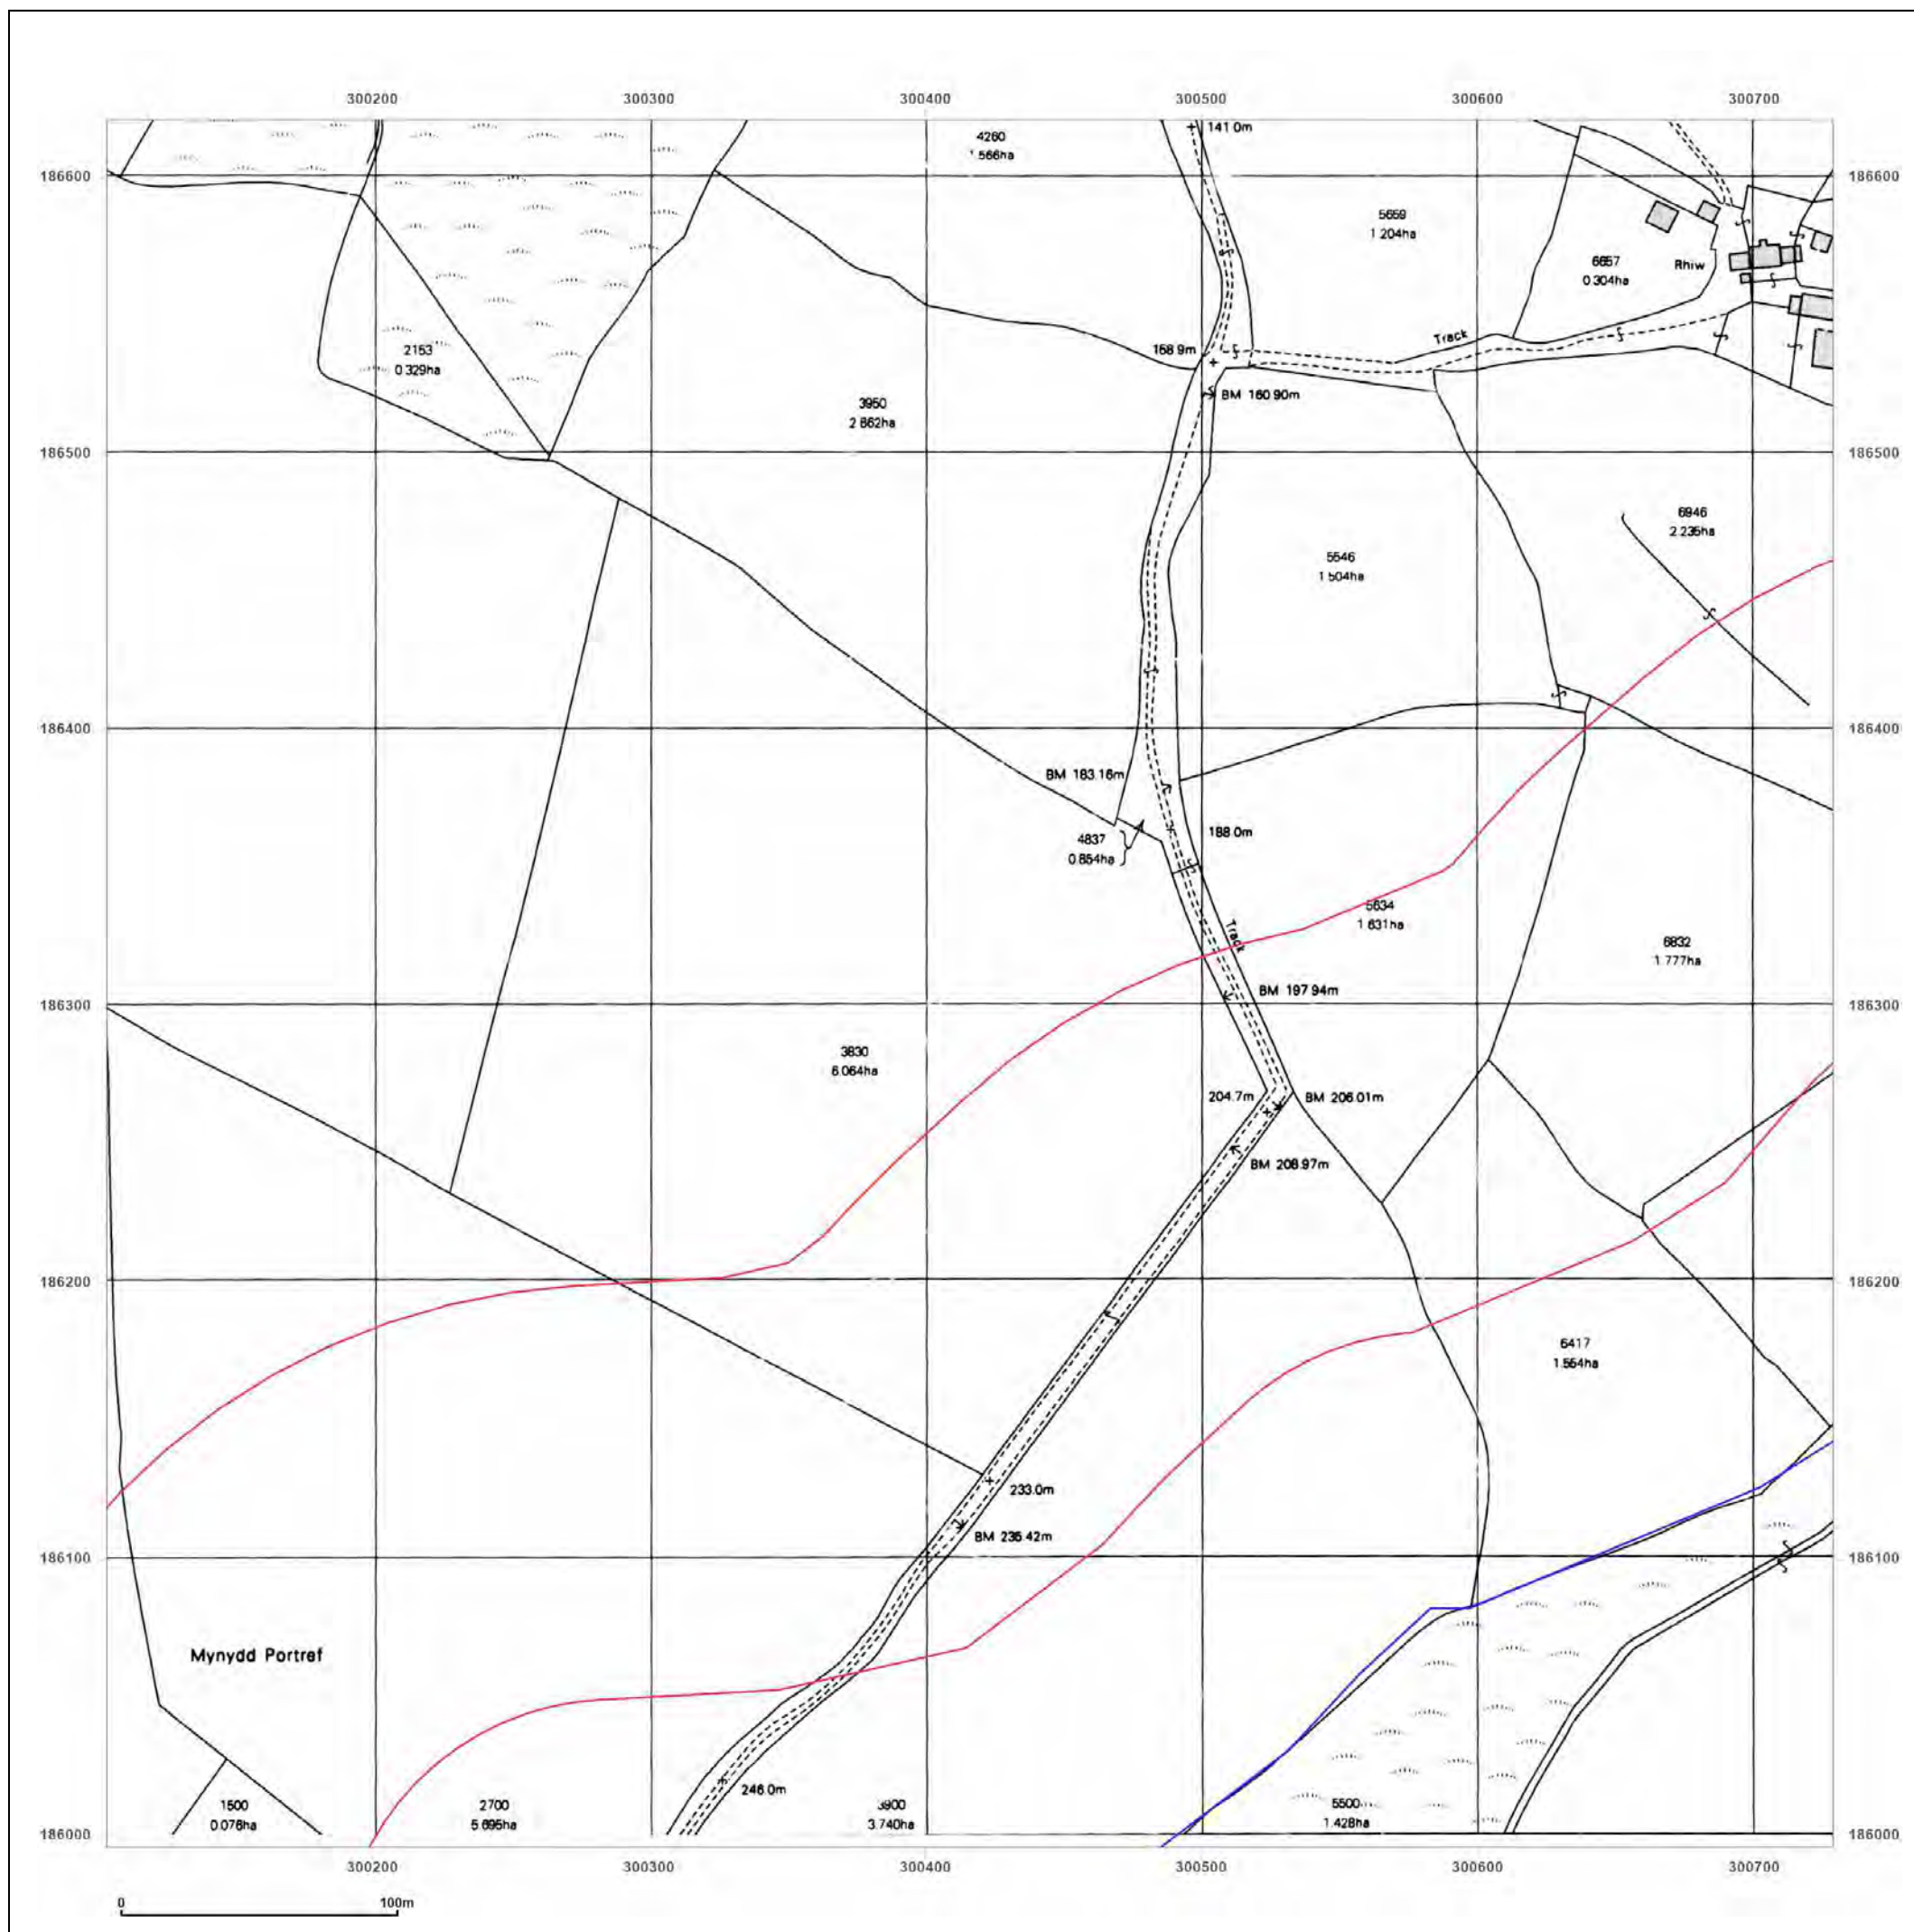 300200 300300 300400 300500 300600 300700
141.0m
4260
1.566ha
186600 186600
5659
1.204ha
6657
0.304ha
Rhiw
Track
158.9m
2153
0.329ha
BM 160.90m
3950
2.862ha
186500 186500
6946
2.235ha
5546
1.504ha
186400 186400
BM 183.16m
188.0m
4837
0.854ha
5634
1.631ha
Track
6832
1.777ha
BM 197.94m
186300 186300
3830
6.064ha
204.7m
BM 206.01m
BM 208.97m
186200 186200
6417
1.554ha
233.0m
BM 235.42m
186100 186100
Mynydd Portref
246.0m
1500
0.076ha
2700
5.695ha
3900
3.740ha
5500
1.428ha
186000 186000
300200 300300 300400 300500 300600 300700
0 100m